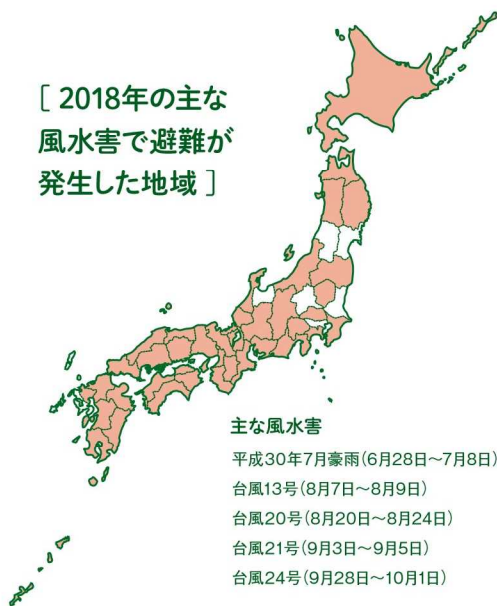 [ 2018年の主な
風水害で避難が
発生した地域 ]
主な風水害
平成30年7月豪雨(6月28日～7月8日)
台風13号(8月7日～8月9日)
台風20号(8月20日～8月24日)
台風21号(9月3日～9月5日)
台風24号(9月28日～10月1日)